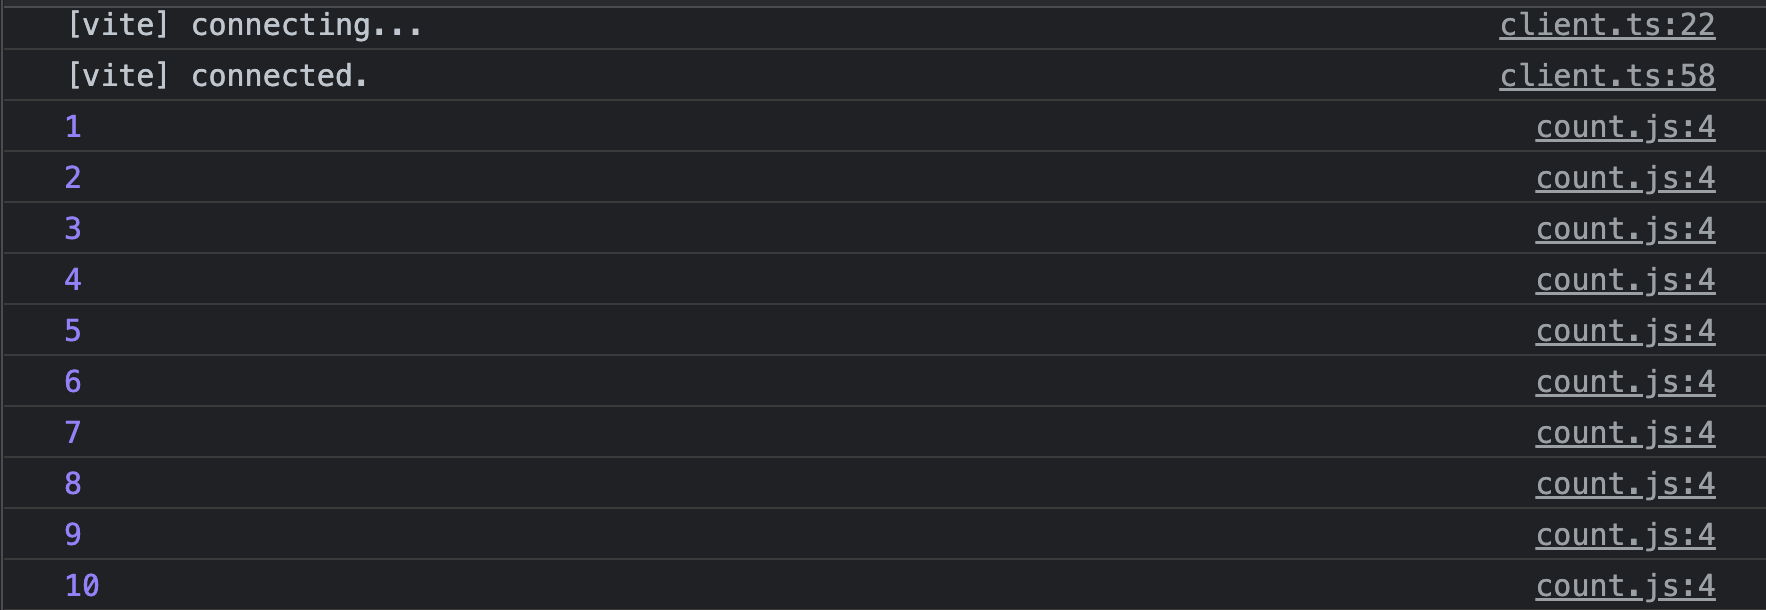 [vite] connecting... client.ts:22
[vite] connected. client.ts:58
1 count.js:4
2 count.js:4
3 count.js:4
4 count.js:4
5 count.js:4
6 count.js:4
7 count.js:4
8 count.js:4
9 count.js:4
10 count.js:4